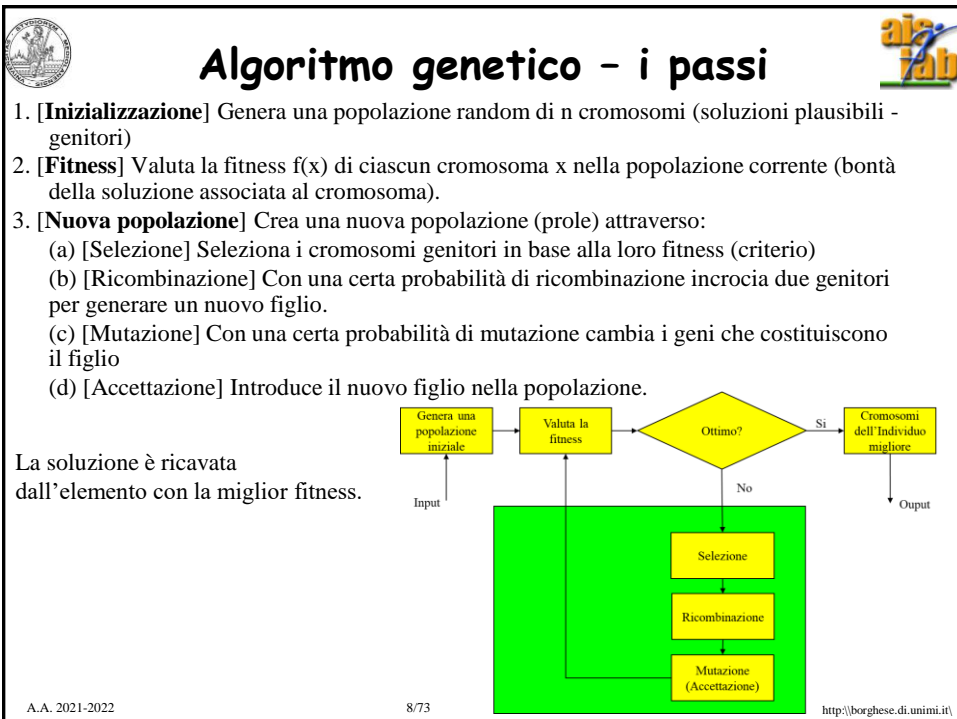 Algoritmo genetico – i passi
ais
lab
1. [Inizializzazione] Genera una popolazione random di n cromosomi (soluzioni plausibili -
genitori)
2. [Fitness] Valuta la fitness f(x) di ciascun cromosoma x nella popolazione corrente (bontà
della soluzione associata al cromosoma).
3. [Nuova popolazione] Crea una nuova popolazione (prole) attraverso:
(a) [Selezione] Seleziona i cromosomi genitori in base alla loro fitness (criterio)
(b) [Ricombinazione] Con una certa probabilità di ricombinazione incrocia due genitori
per generare un nuovo figlio.
(c) [Mutazione] Con una certa probabilità di mutazione cambia i geni che costituiscono
il figlio
(d) [Accettazione] Introduce il nuovo figlio nella popolazione.
La soluzione è ricavata
dall’elemento con la miglior fitness.
Genera una
popolazione
iniziale
Valuta la
fitness
Ottimo?
Si
Cromosomi
dell’Individuo
migliore
Input
No
Ouput
Selezione
Ricombinazione
Mutazione
(Accettazione)
A.A. 2021-2022
8/73
http:\\borghese.di.unimi.it\